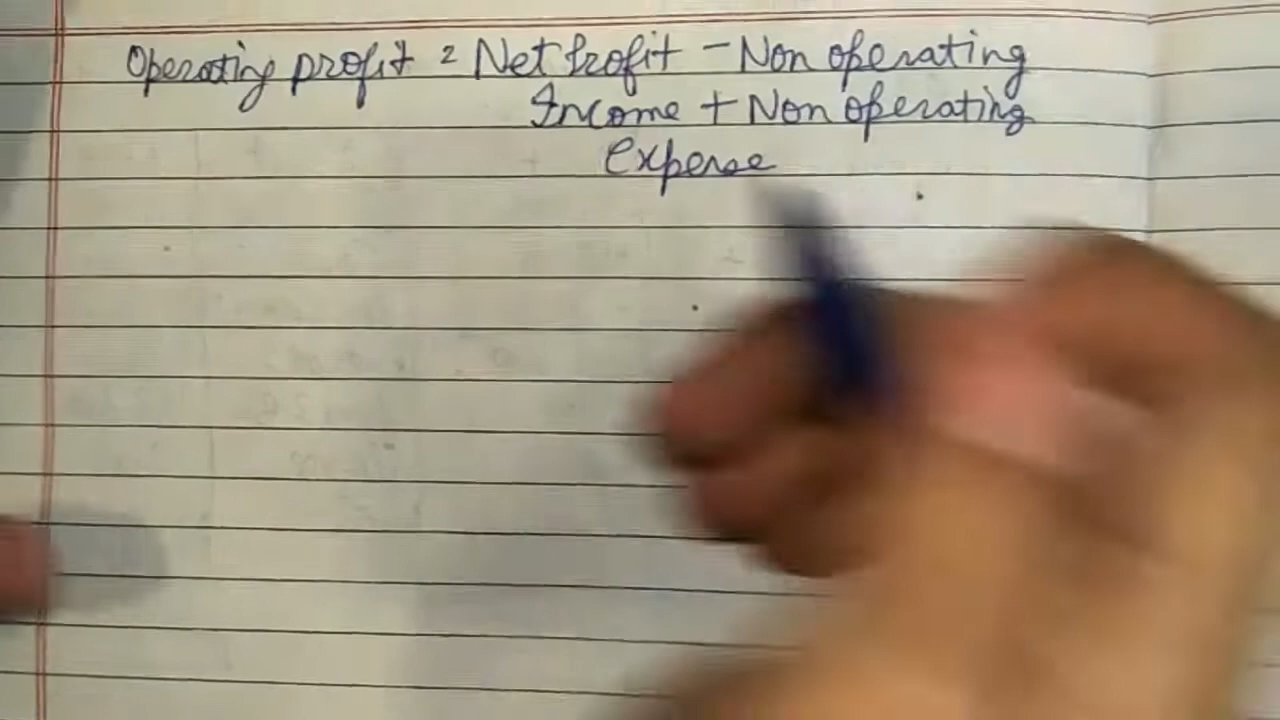 Operating profit = Net Profit - Non operating
Income + Non operating
Expense